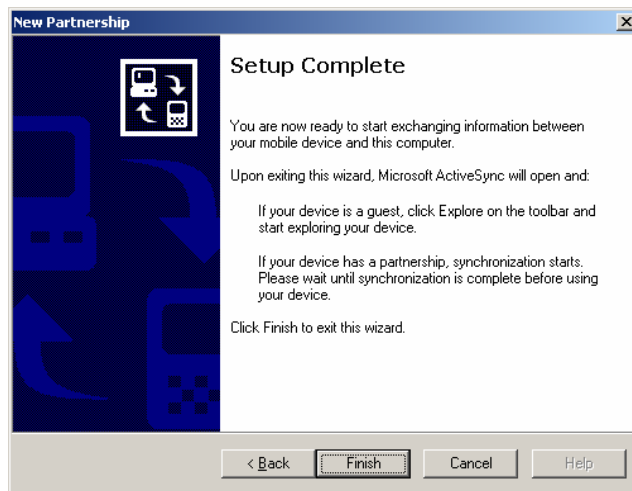 New Partnership
Setup Complete
You are now ready to start exchanging information between
your mobile device and this computer.
Upon exiting this wizard, Microsoft ActiveSync will open and:
If your device is a guest, click Explore on the toolbar and
start exploring your device.
If your device has a partnership, synchronization starts.
Please wait until synchronization is complete before using
your device.
Click Finish to exit this wizard.
< Back Finish Cancel Help